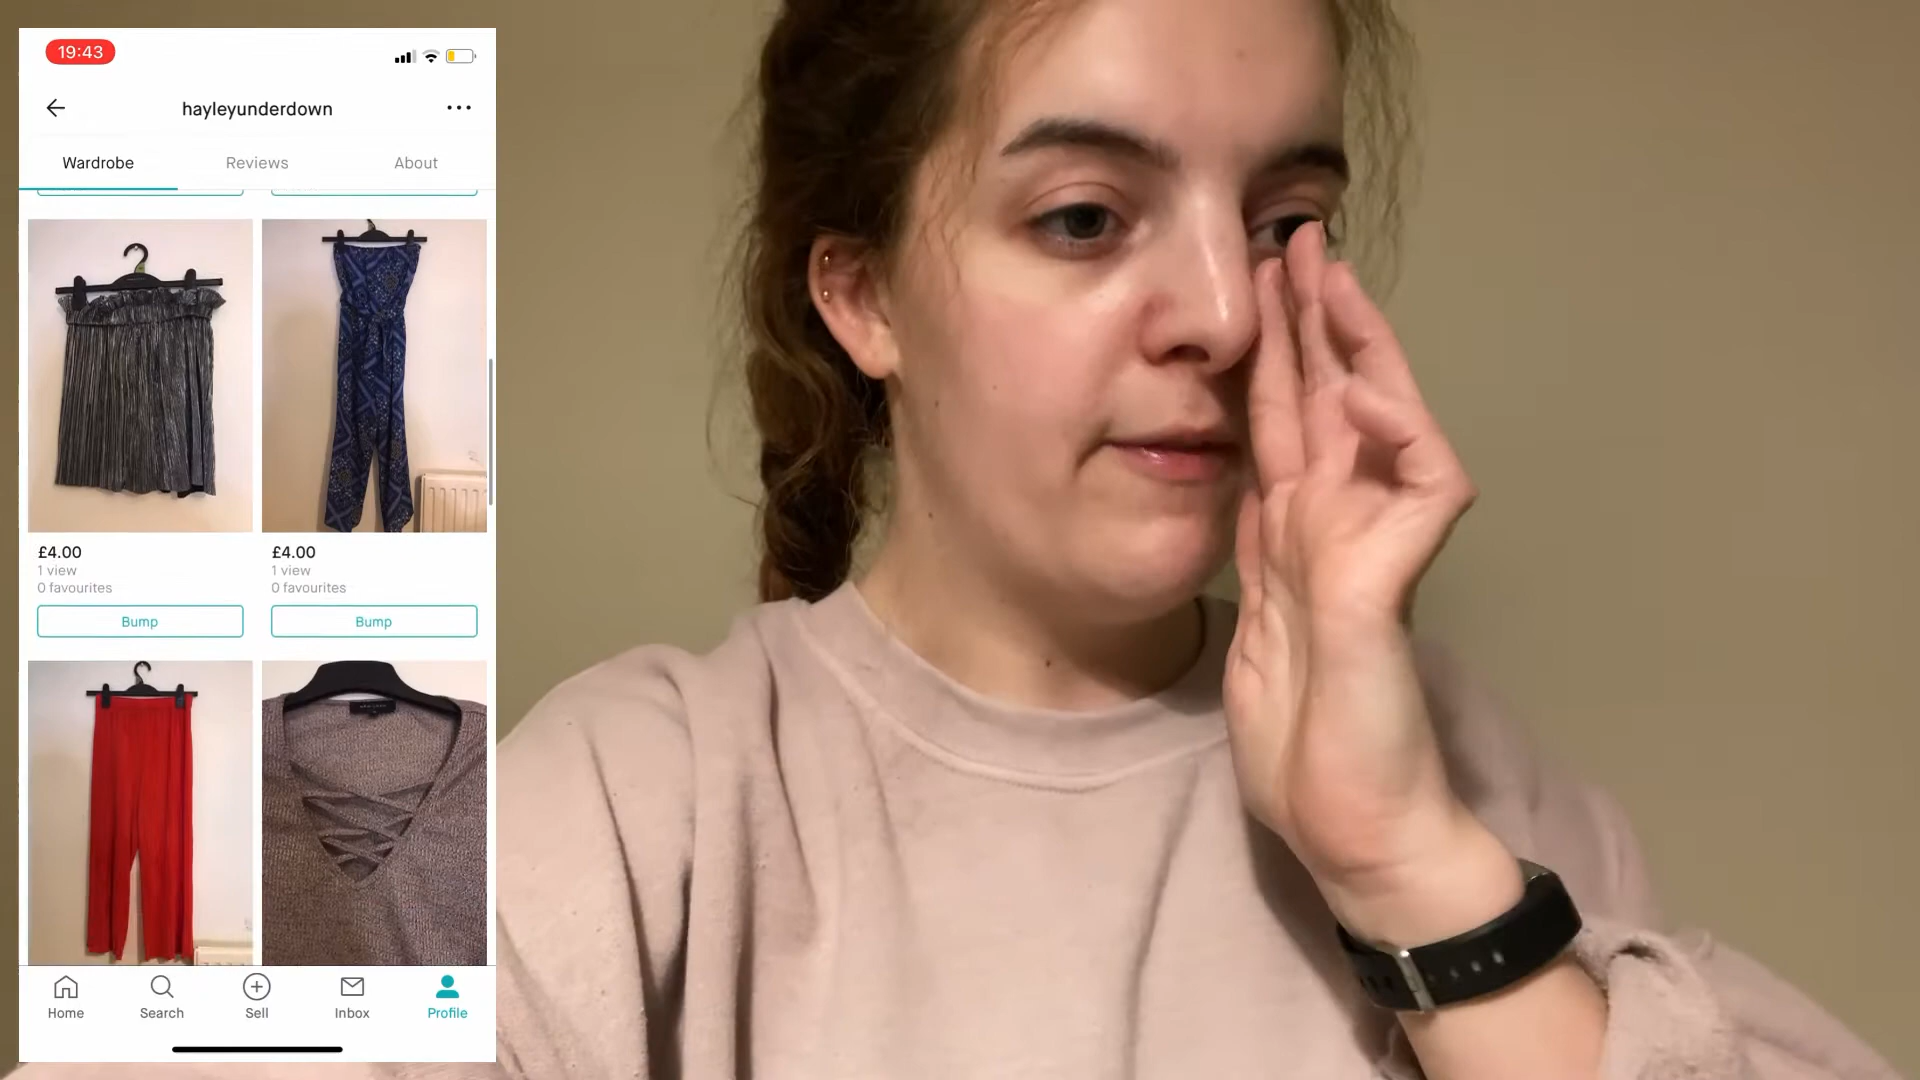 19:43
hayleyunderdown
Wardrobe Reviews About
£4.00 £4.00
1 view 1 view
0 favourites 0 favourites
Bump Bump
Home Search Sell Inbox Profile